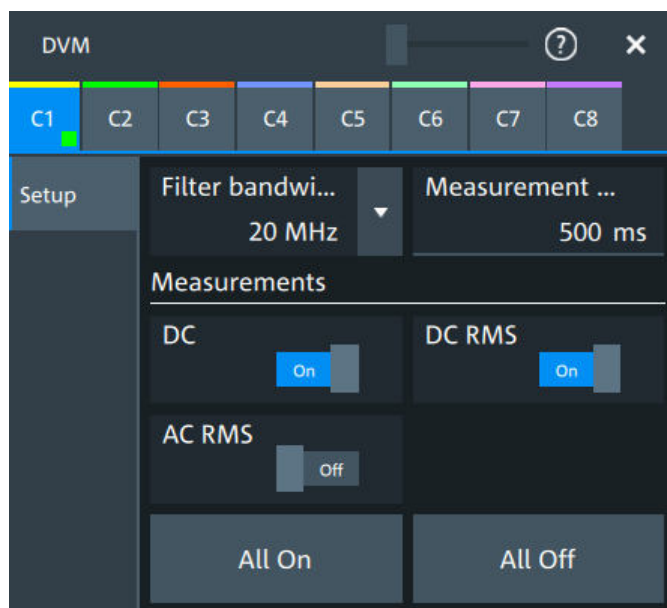 DVM ? ×
C1 C2 C3 C4 C5 C6 C7 C8
Setup
Filter bandwi... Measurement ...
20 MHz 500 ms
Measurements
DC DC RMS
On On
AC RMS
Off
All On All Off